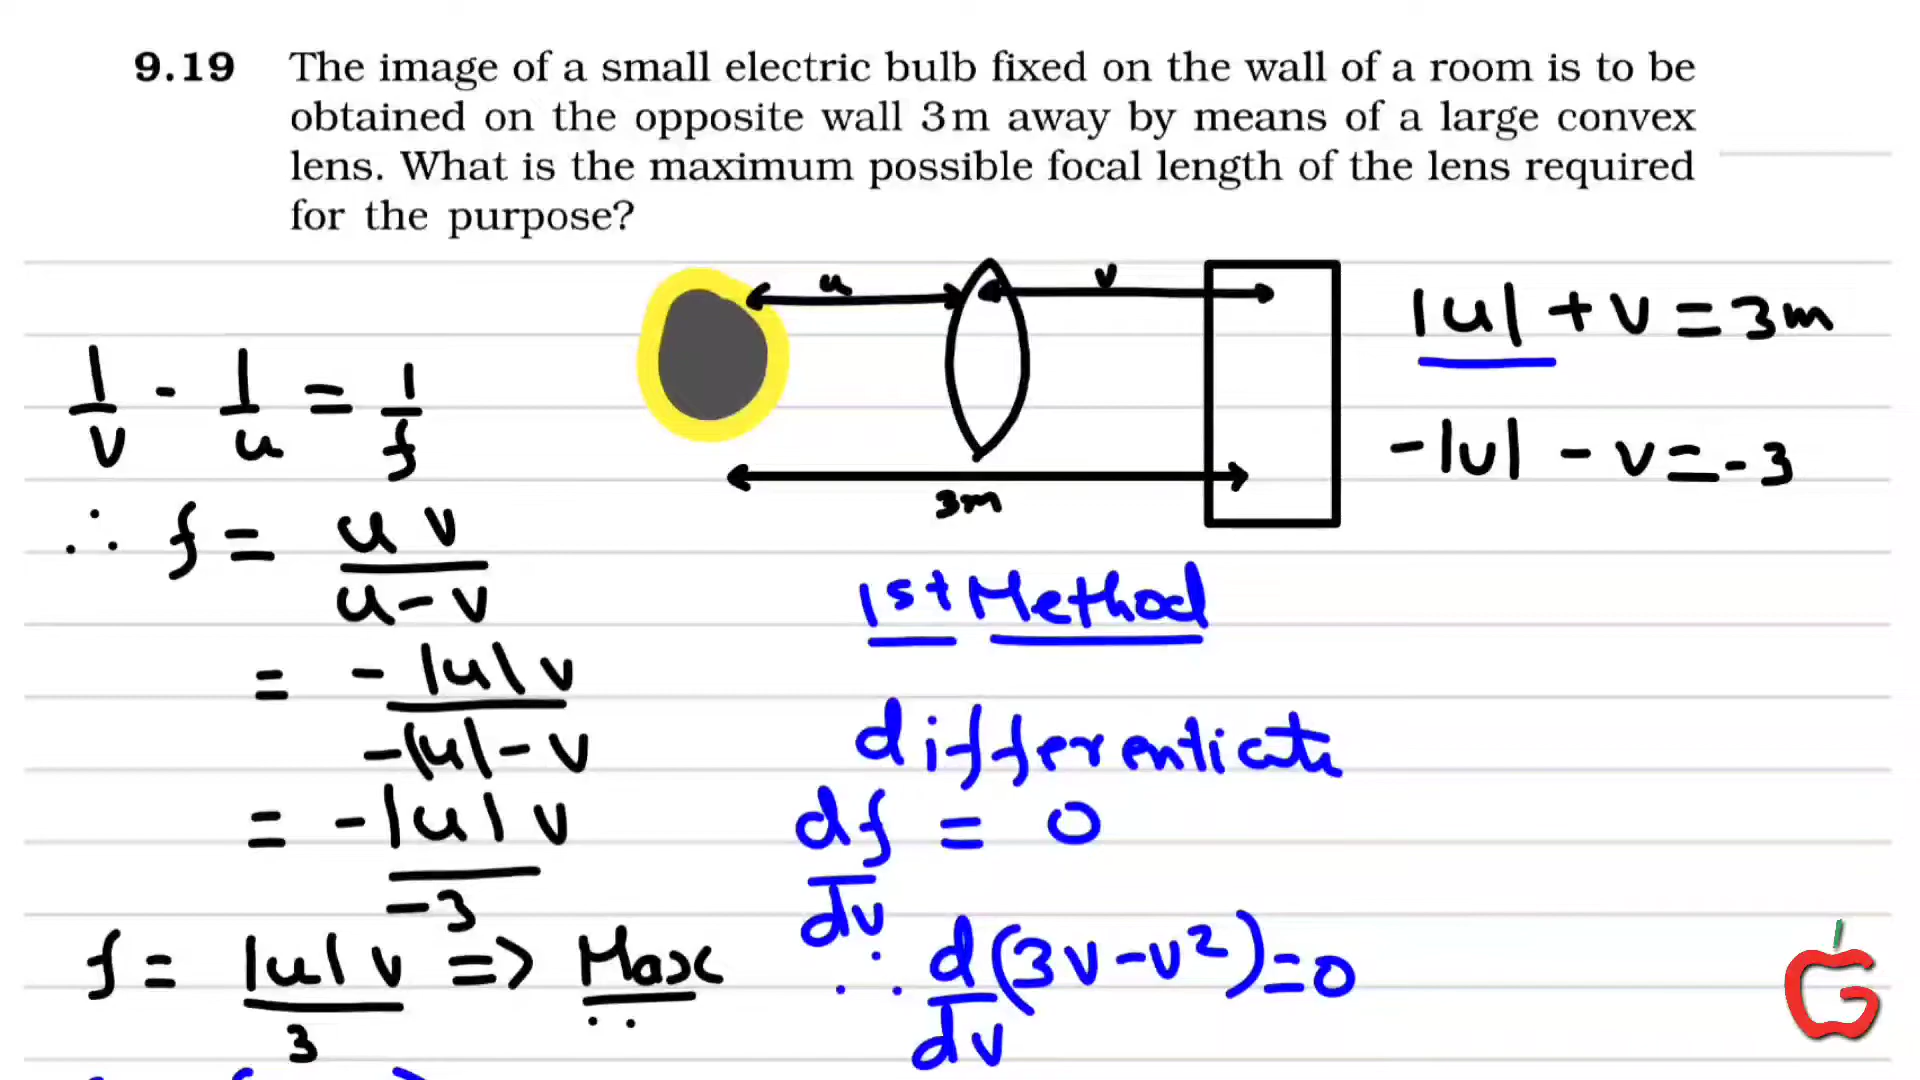 9.19 The image of a small electric bulb fixed on the wall of a room is to be
obtained on the opposite wall 3m away by means of a large convex
lens. What is the maximum possible focal length of the lens required
for the purpose?
u v
|u| + v = 3m
1/v - 1/u = 1/f
-|u| - v = -3
3m
∴ f = uv/u-v
1st Method
= -|u|v/-|u|-v
differenticate
= -|u|v/-3
df/dv = 0
f = |u|v/3 => Max
∴ d/dv (3v-v²)=0
G